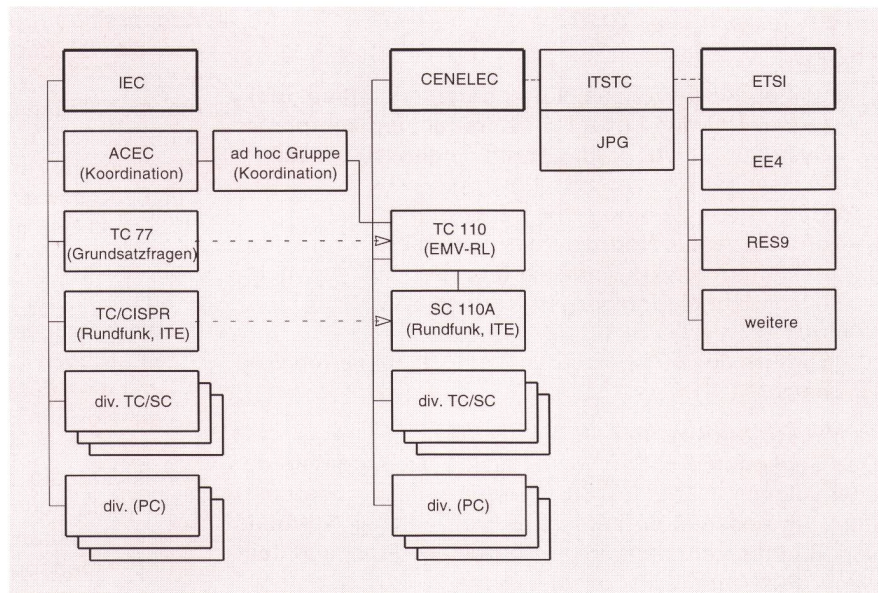 IEC
ACEC
(Koordination)
ad hoc Gruppe
(Koordination)
TC 77
(Grundsatzfragen)
TC/CISPR
(Rundfunk, ITE)
div. TC/SC
div. (PC)
CENELEC
TC 110
(EMV-RL)
SC 110A
(Rundfunk, ITE)
div. TC/SC
div. (PC)
ITSTC
JPG
ETSI
EE4
RES9
weitere